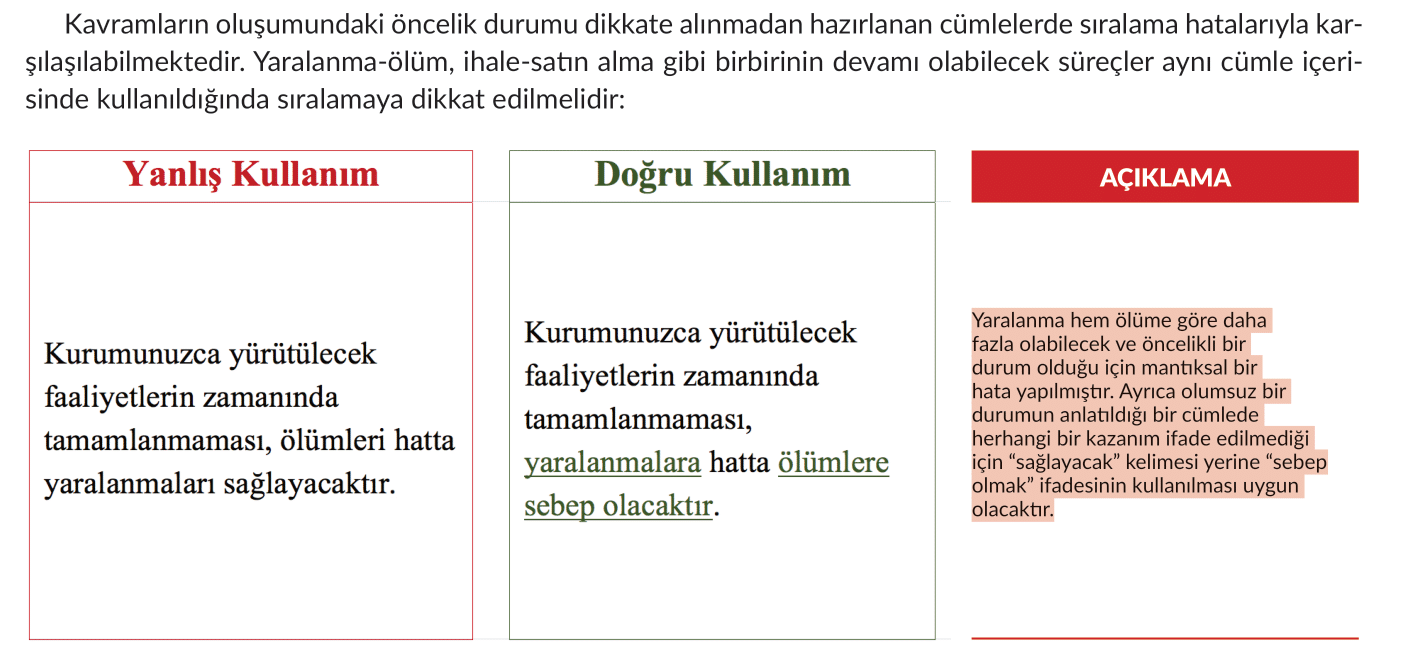 Kavramların oluşumundaki öncelik durumu dikkate alınmadan hazırlanan cümlelerde sıralama hatalarıyla kar-
şılaşılabilmektedir. Yaralanma-ölüm, ihale-satın alma gibi birbirinin devamı olabilecek süreçler aynı cümle içeri-
sinde kullanıldığında sıralamaya dikkat edilmelidir:
Yanlış Kullanım
Kurumunuzca yürütülecek
faaliyetlerin zamanında
tamamlanmaması, ölümleri hatta
yaralanmaları sağlayacaktır.
Doğru Kullanım
Kurumunuzca yürütülecek
faaliyetlerin zamanında
tamamlanmaması,
yaralanmalara hatta ölümlere
sebep olacaktır.
AÇIKLAMA
Yaralanma hem ölüme göre daha
fazla olabilecek ve öncelikli bir
durum olduğu için mantıksal bir
hata yapılmıştır. Ayrıca olumsuz bir
durumun anlatıldığı bir cümlede
herhangi bir kazanım ifade edilmediği
için “sağlayacak” kelimesi yerine “sebep
olmak” ifadesinin kullanılması uygun
olacaktır.